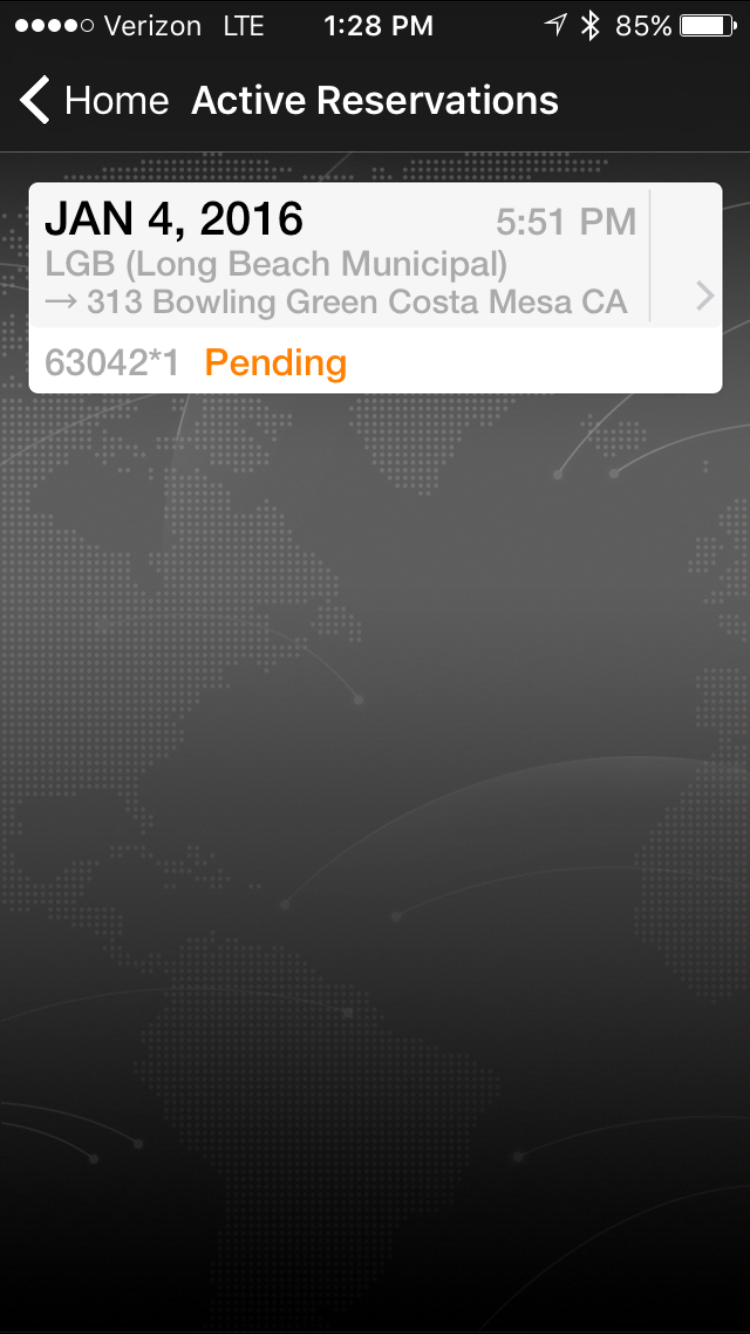 Verizon LTE 1:28 PM 85%
Home Active Reservations
JAN 4, 2016 5:51 PM
LGB (Long Beach Municipal)
→ 313 Bowling Green Costa Mesa CA
63042*1 Pending